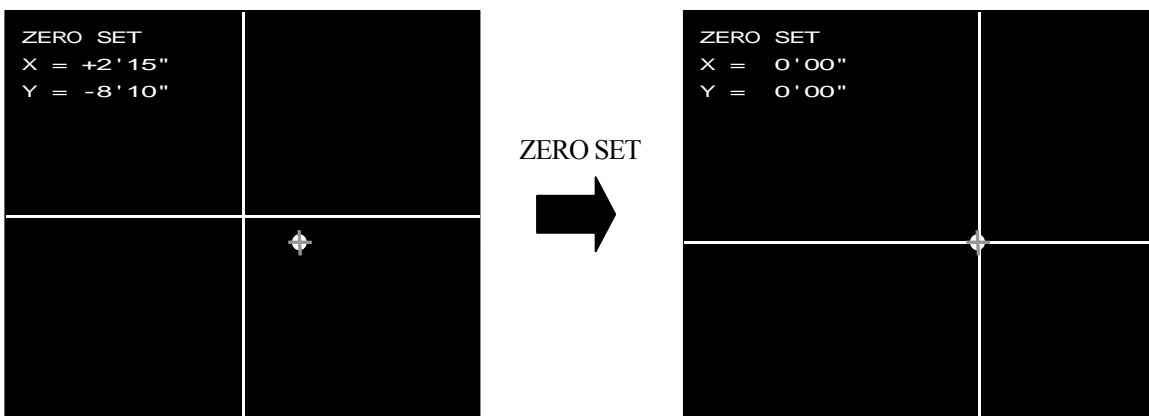 ZERO SET
X = +2'15"
Y = -8'10"
ZERO SET
ZERO SET
X = 0'00"
Y = 0'00"